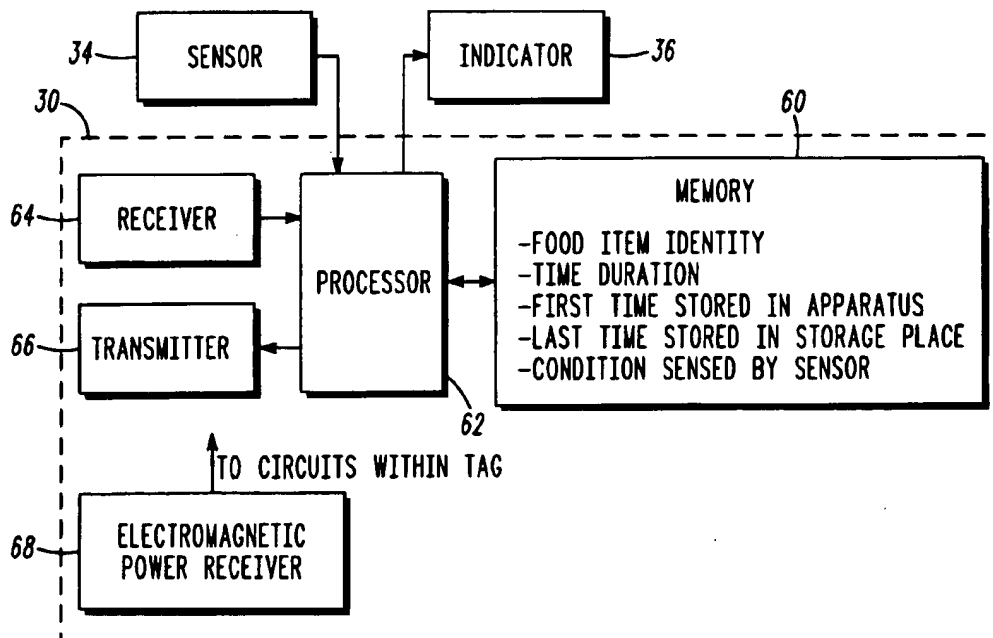 34
SENSOR
INDICATOR
36
30
60
64
RECEIVER
PROCESSOR
MEMORY
-FOOD ITEM IDENTITY
-TIME DURATION
-FIRST TIME STORED IN APPARATUS
-LAST TIME STORED IN STORAGE PLACE
-CONDITION SENSED BY SENSOR
66
TRANSMITTER
62
TO CIRCUITS WITHIN TAG
68
ELECTROMAGNETIC
POWER RECEIVER